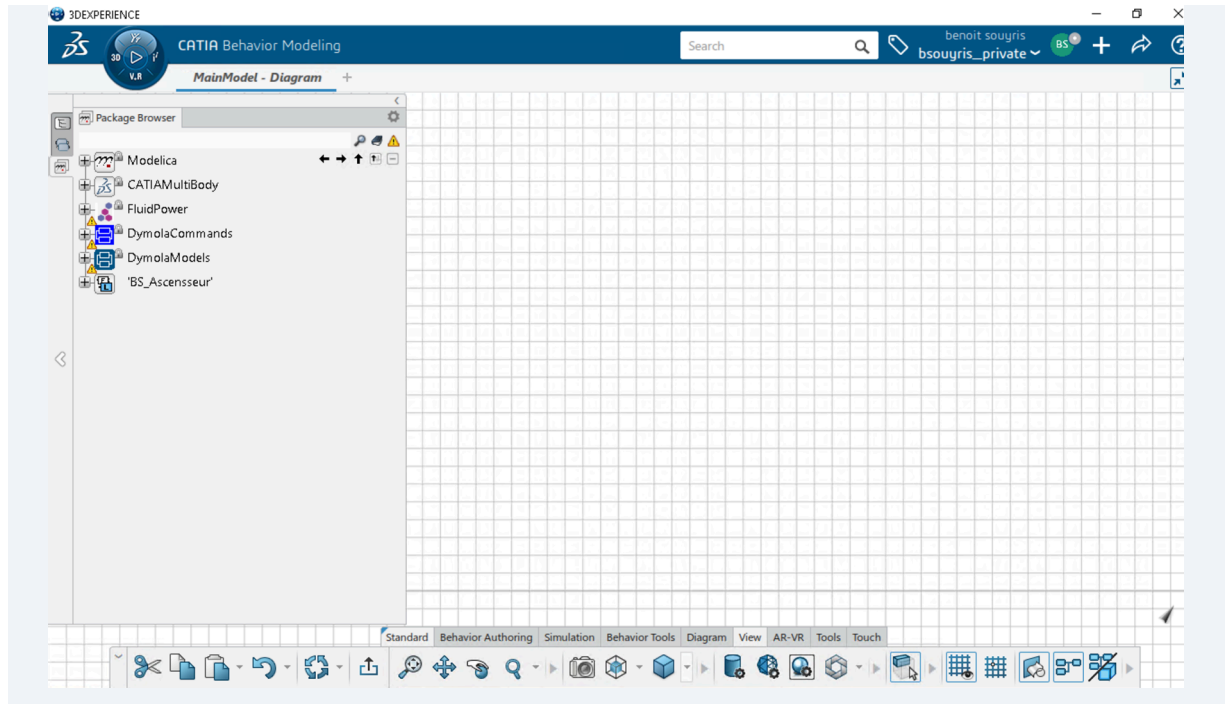 3DEXPERIENCE
3D
V.R
CATIA Behavior Modeling
Search
benoit souyris
bsouyris_private
BS
MainModel - Diagram
Package Browser
Modelica
CATIAMultiBody
FluidPower
DymolaCommands
DymolaModels
'BS_Ascensseur'
Standard Behavior Authoring Simulation Behavior Tools Diagram View AR-VR Tools Touch